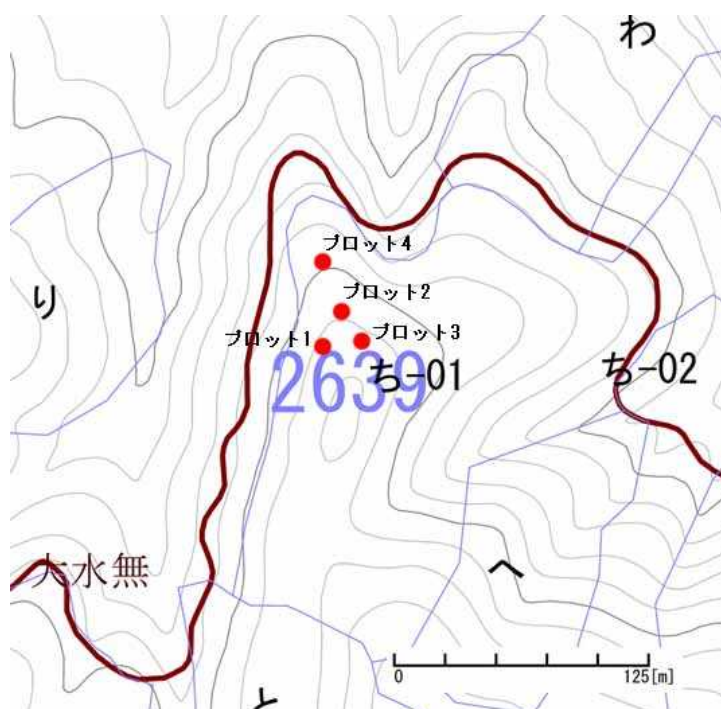 わ
プロット4
り
プロット2
プロット1
プロット3
2639
ち-01
ち-02
へ
大水無
0
125[m]
と